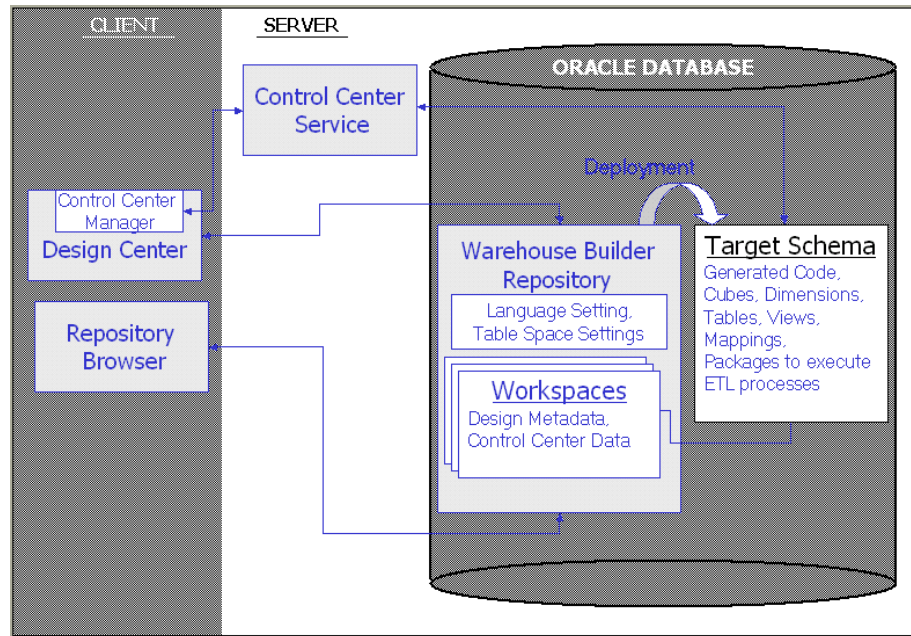 CLIENT
SERVER
ORACLE DATABASE
Control Center
Service
Deployment
Control Center
Manager
Design Center
Warehouse Builder
Repository
Language Setting,
Table Space Settings
Target Schema
Generated Code,
Cubes, Dimensions,
Tables, Views,
Mappings,
Packages to execute
ETL processes
Repository
Browser
Workspaces
Design Metadata,
Control Center Data